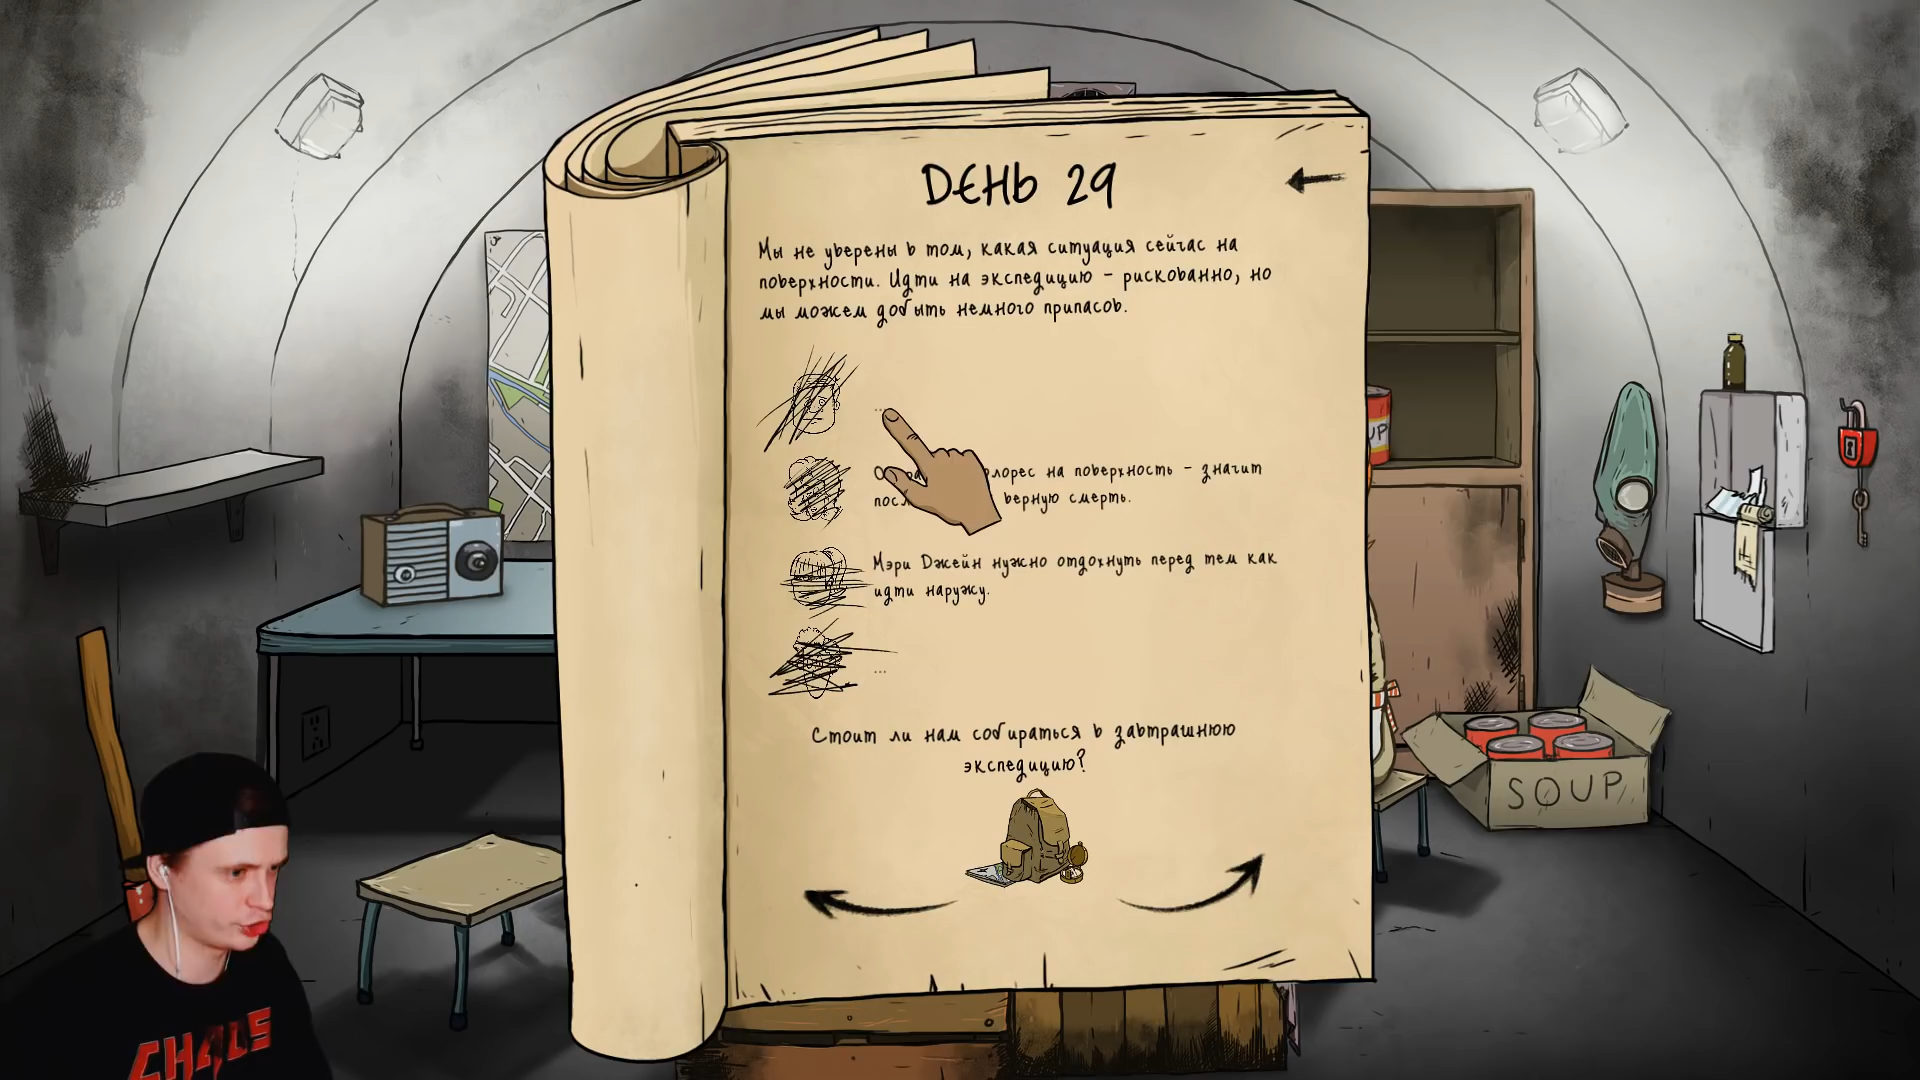 ДЕНЬ 29
Мы не уверены в том, какая ситуация сейчас на
поверхности. Идти на экспедицию - рискованно, но
мы можем добыть немного припасов.
...
на поверхность - значит
верную смерть.
Мэри Джейн нужно отдохнуть перед тем как
идти наружу.
...
Стоит ли нам собираться в завтрашнюю
экспедицию?
SOUP
CHAOS